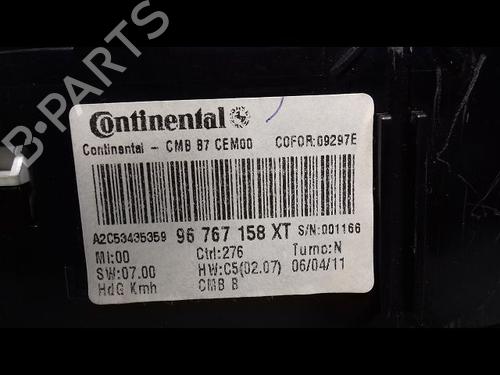 Continental
Continental - CMB B7 CEM00 COFOR:09297E
A2C53435359 96 767 158 XT S/N:001166
MI:00 Ctrl:276 Turno:N
SW:07.00 HW:C5(02.07) 06/04/11
HdG Kmh CMB B
B-PARTS